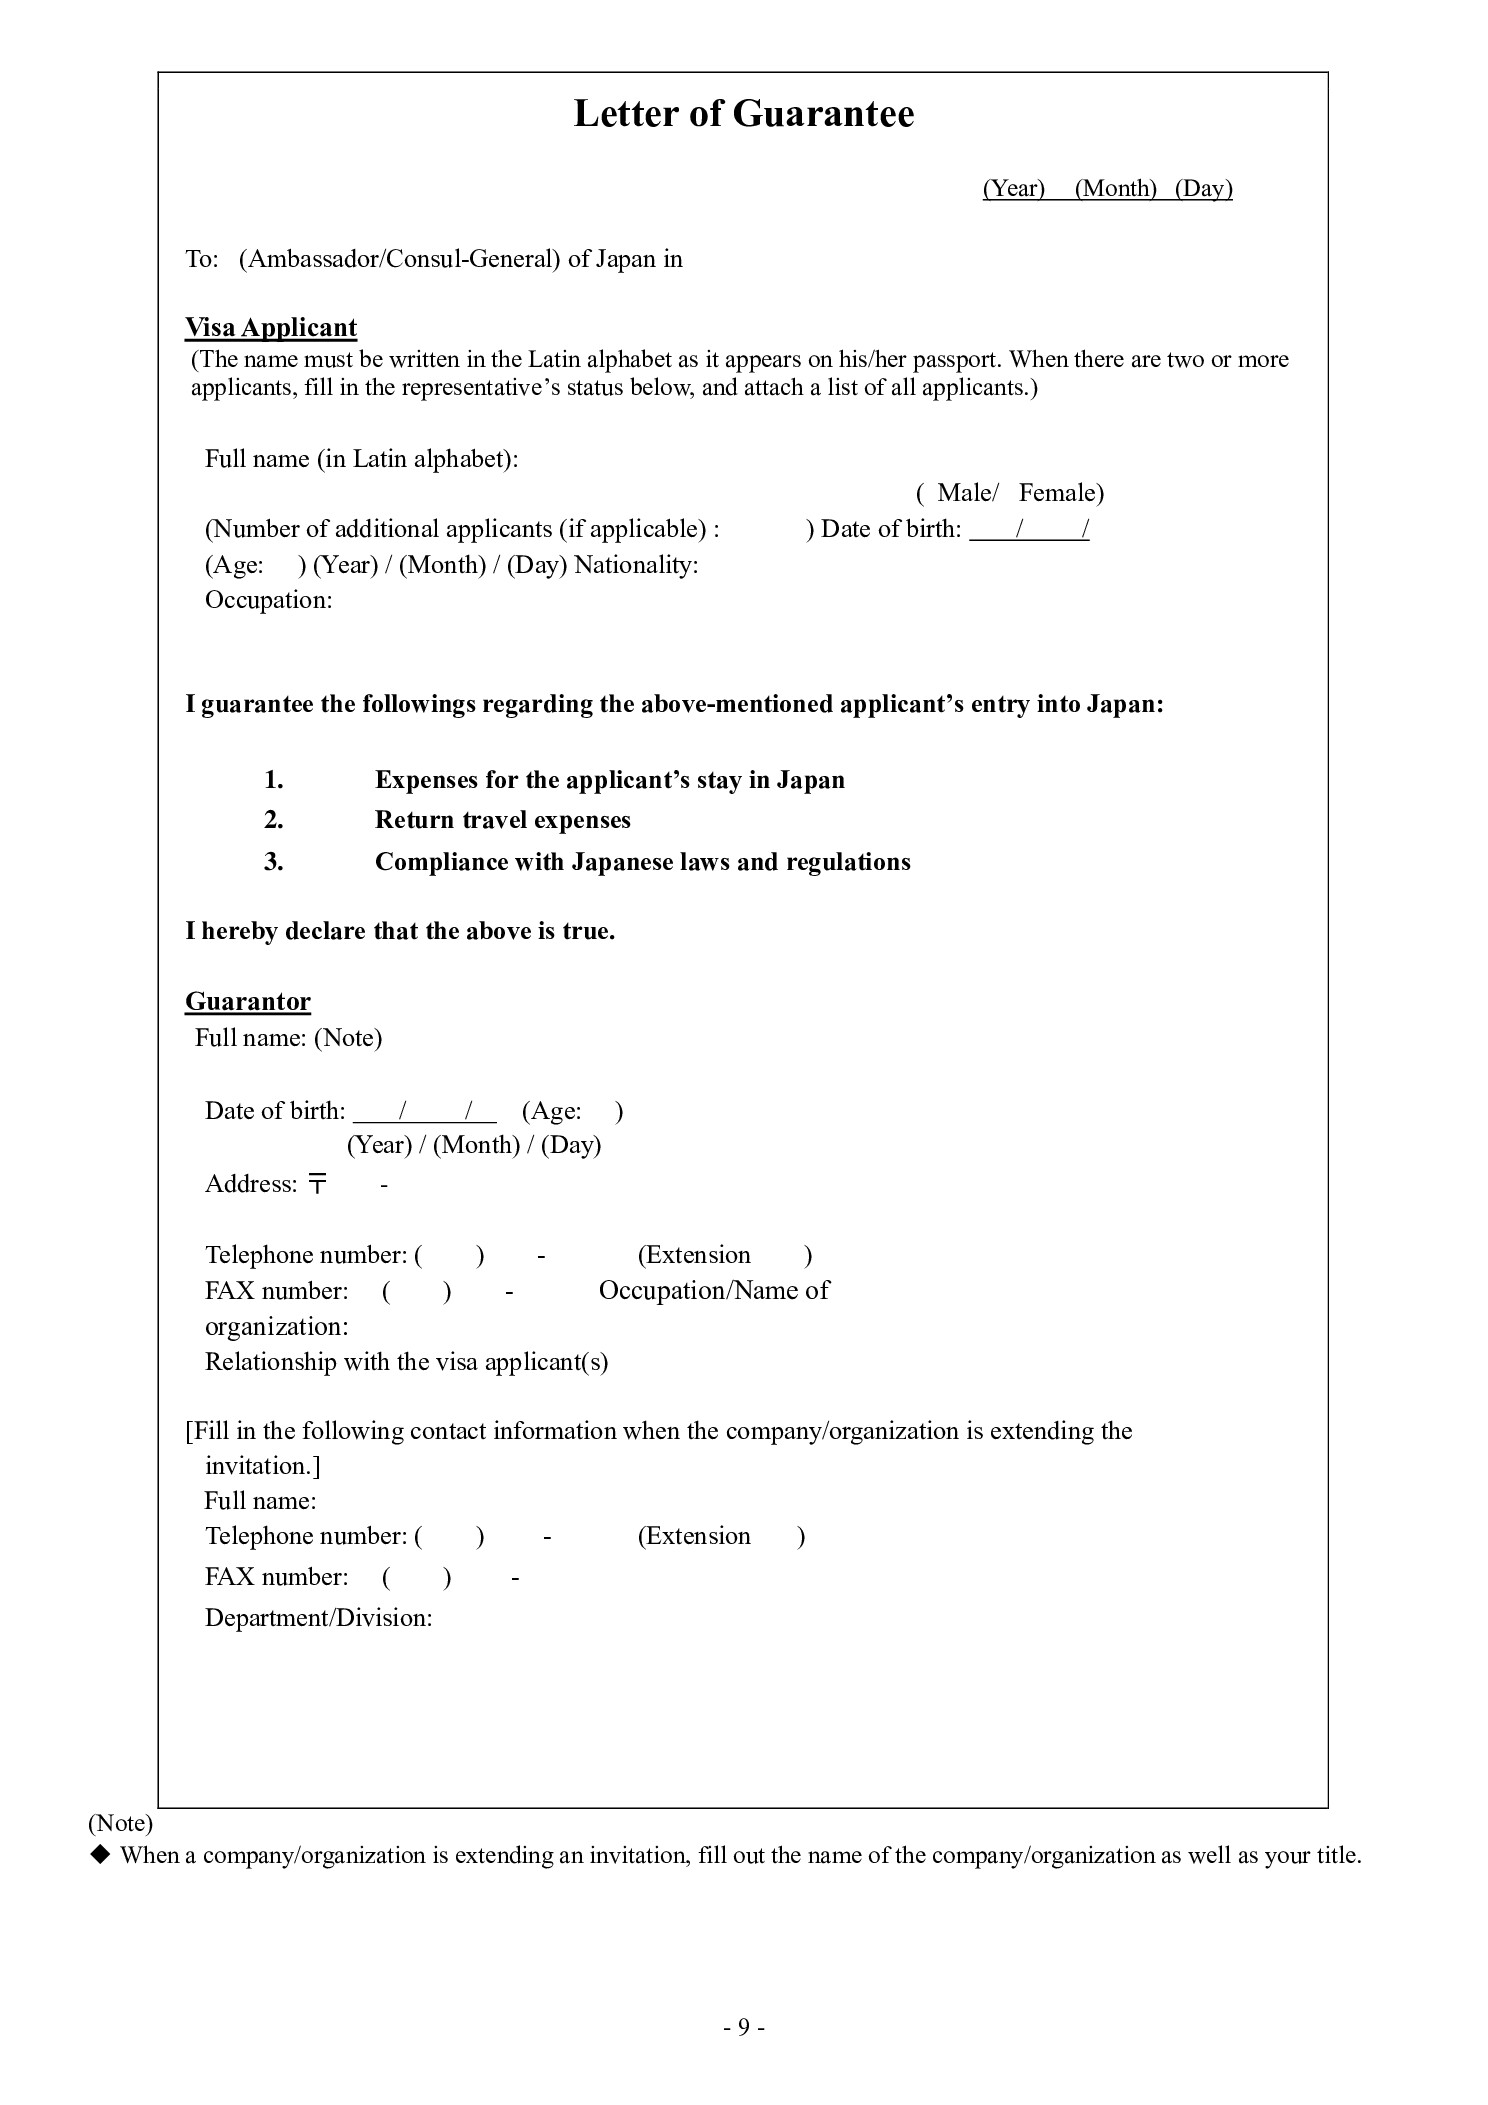 Letter of Guarantee
(Year) (Month) (Day)
To: (Ambassador/Consul-General) of Japan in
Visa Applicant
(The name must be written in the Latin alphabet as it appears on his/her passport. When there are two or more
applicants, fill in the representative’s status below, and attach a list of all applicants.)
Full name (in Latin alphabet):
( Male/ Female)
(Number of additional applicants (if applicable) : ) Date of birth: / /
(Age: ) (Year) / (Month) / (Day) Nationality:
Occupation:
I guarantee the followings regarding the above-mentioned applicant’s entry into Japan:
1. Expenses for the applicant’s stay in Japan
2. Return travel expenses
3. Compliance with Japanese laws and regulations
I hereby declare that the above is true.
Guarantor
Full name: (Note)
Date of birth: / / (Age: )
(Year) / (Month) / (Day)
Address: 〒 -
Telephone number: ( ) - (Extension )
FAX number: ( ) - Occupation/Name of
organization:
Relationship with the visa applicant(s)
[Fill in the following contact information when the company/organization is extending the
invitation.]
Full name:
Telephone number: ( ) - (Extension )
FAX number: ( ) -
Department/Division:
(Note)
◆ When a company/organization is extending an invitation, fill out the name of the company/organization as well as your title.
- 9 -